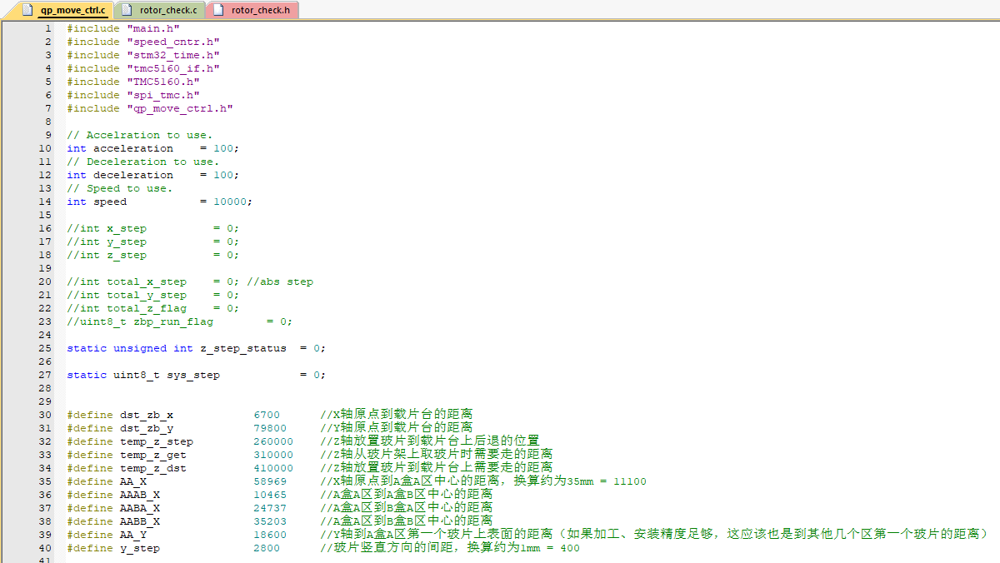 qp_move_ctrl.c rotor_check.c rotor_check.h
1 #include "main.h"
2 #include "speed_cntr.h"
3 #include "stm32_time.h"
4 #include "tmc5160_if.h"
5 #include "TMC5160.h"
6 #include "spi_tmc.h"
7 #include "qp_move_ctrl.h"
8
9 // Accelration to use.
10 int acceleration = 100;
11 // Deceleration to use.
12 int deceleration = 100;
13 // Speed to use.
14 int speed = 10000;
15
16 //int x_step = 0;
17 //int y_step = 0;
18 //int z_step = 0;
19
20 //int total_x_step = 0; //abs step
21 //int total_y_step = 0;
22 //int total_z_flag = 0;
23 //uint8_t zbp_run_flag = 0;
24
25 static unsigned int z_step_status = 0;
26
27 static uint8_t sys_step = 0;
28
29
30 #define dst_zb_x 6700 //X轴原点到载片台的距离
31 #define dst_zb_y 79800 //Y轴原点到载片台的距离
32 #define temp_z_step 260000 //Z轴放置玻片到载片台上后退的位置
33 #define temp_z_get 310000 //Z轴从玻片架上取玻片时需要走的距离
34 #define temp_z_dst 410000 //Z轴放置玻片到载片台上需要走的距离
35 #define AA_X 58969 //X轴原点到A盒A区中心的距离，换算约为35mm = 11100
36 #define AAAB_X 10465 //A盒A区到A盒B区中心的距离
37 #define AABA_X 24737 //A盒A区到B盒A区中心的距离
38 #define AABB_X 35203 //A盒A区到B盒B区中心的距离
39 #define AA_Y 18600 //Y轴到A盒A区第一个玻片上表面的距离（如果加工、安装精度足够，这应该也是到其他几个区第一个玻片的距离）
40 #define y_step 2800 //玻片竖直方向的间距，换算约为1mm = 400
41